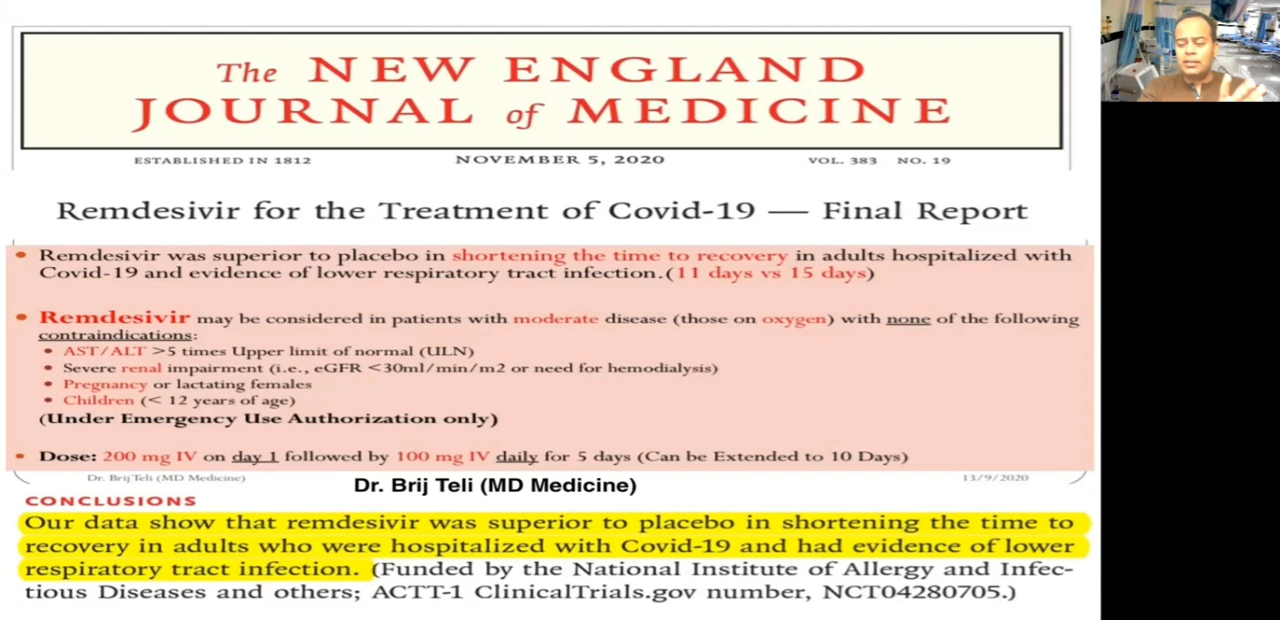 The NEW ENGLAND
JOURNAL of MEDICINE
ESTABLISHED IN 1812 NOVEMBER 5, 2020 VOL. 383 NO. 19
Remdesivir for the Treatment of Covid-19 — Final Report
• Remdesivir was superior to placebo in shortening the time to recovery in adults hospitalized with
Covid-19 and evidence of lower respiratory tract infection.(11 days vs 15 days)
• Remdesivir may be considered in patients with moderate disease (those on oxygen) with none of the following
contraindications:
• AST/ALT >5 times Upper limit of normal (ULN)
• Severe renal impairment (i.e., eGFR <30ml/min/m2 or need for hemodialysis)
• Pregnancy or lactating females
• Children (< 12 years of age)
(Under Emergency Use Authorization only)
• Dose: 200 mg IV on day 1 followed by 100 mg IV daily for 5 days (Can be Extended to 10 Days)
Dr. Brij Teli (MD Medicine) 13/9/2020
Dr. Brij Teli (MD Medicine)
CONCLUSIONS
Our data show that remdesivir was superior to placebo in shortening the time to
recovery in adults who were hospitalized with Covid-19 and had evidence of lower
respiratory tract infection. (Funded by the National Institute of Allergy and Infec-
tious Diseases and others; ACTT-1 ClinicalTrials.gov number, NCT04280705.)